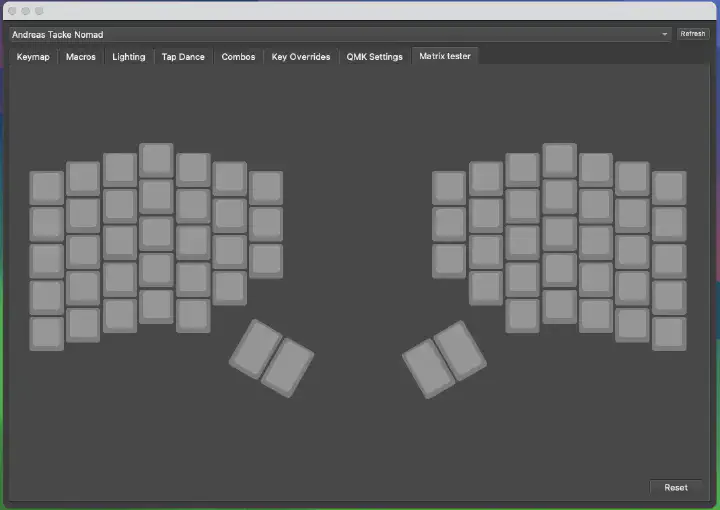 Andreas Tacke Nomad
Refresh
Keymap Macros Lighting Tap Dance Combos Key Overrides QMK Settings Matrix tester
Reset